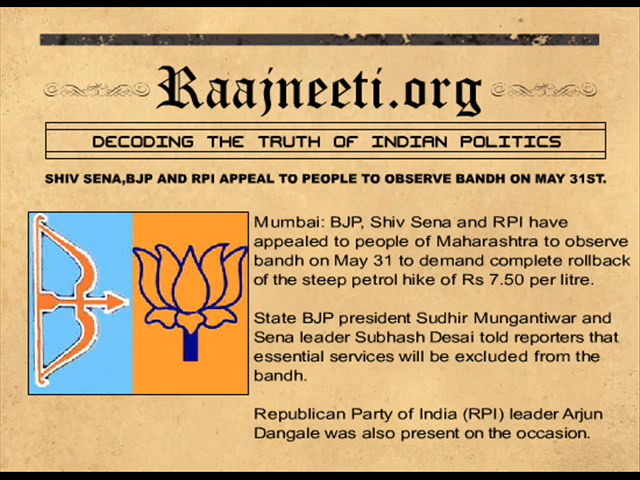 Raajneeti.org
DECODING THE TRUTH OF INDIAN POLITICS
SHIV SENA,BJP AND RPI APPEAL TO PEOPLE TO OBSERVE BANDH ON MAY 31ST.
Mumbai: BJP, Shiv Sena and RPI have
appealed to people of Maharashtra to observe
bandh on May 31 to demand complete rollback
of the steep petrol hike of Rs 7.50 per litre.
State BJP president Sudhir Mungantiwar and
Sena leader Subhash Desai told reporters that
essential services will be excluded from the
bandh.
Republican Party of India (RPI) leader Arjun
Dangale was also present on the occasion.